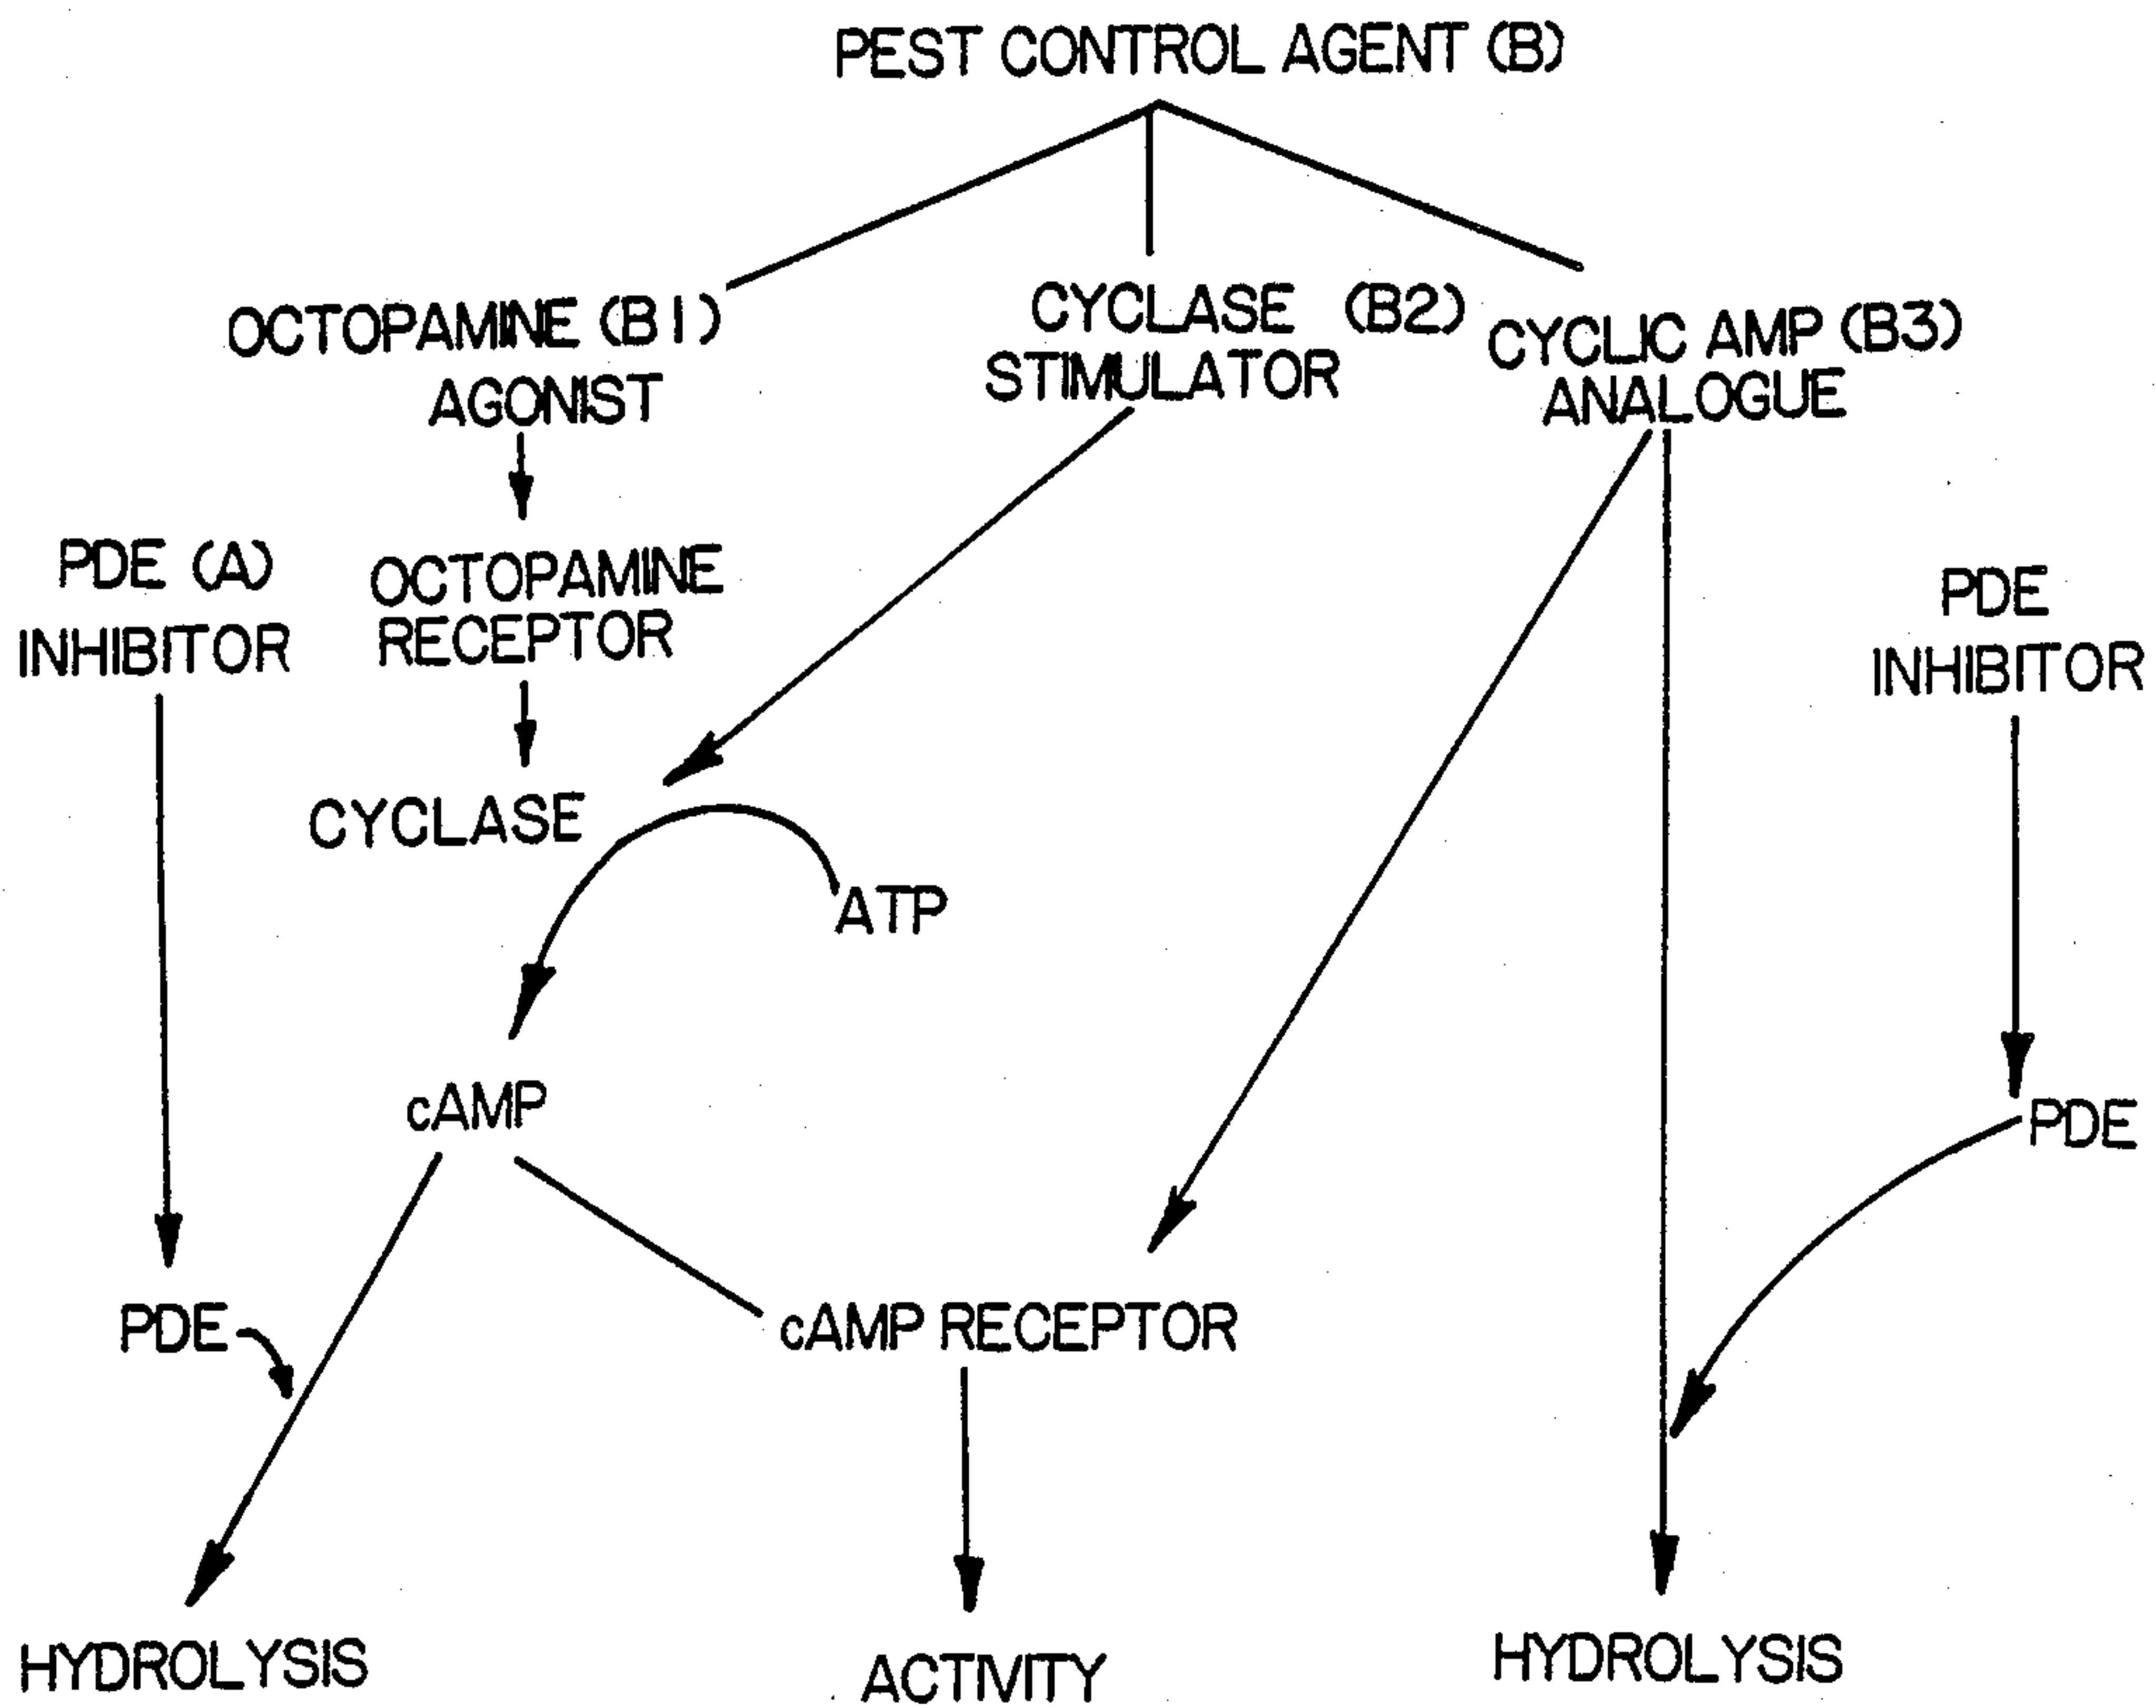 PEST CONTROL AGENT (B)
OCTOPAMINE (B1)
AGONIST
CYCLASE (B2)
STIMULATOR
CYCLIC AMP (B3)
ANALOGUE
PDE (A)
INHIBITOR
OCTOPAMINE
RECEPTOR
PDE
INHIBITOR
CYCLASE
ATP
cAMP
PDE
PDE
cAMP RECEPTOR
HYDROLYSIS
ACTIVITY
HYDROLYSIS